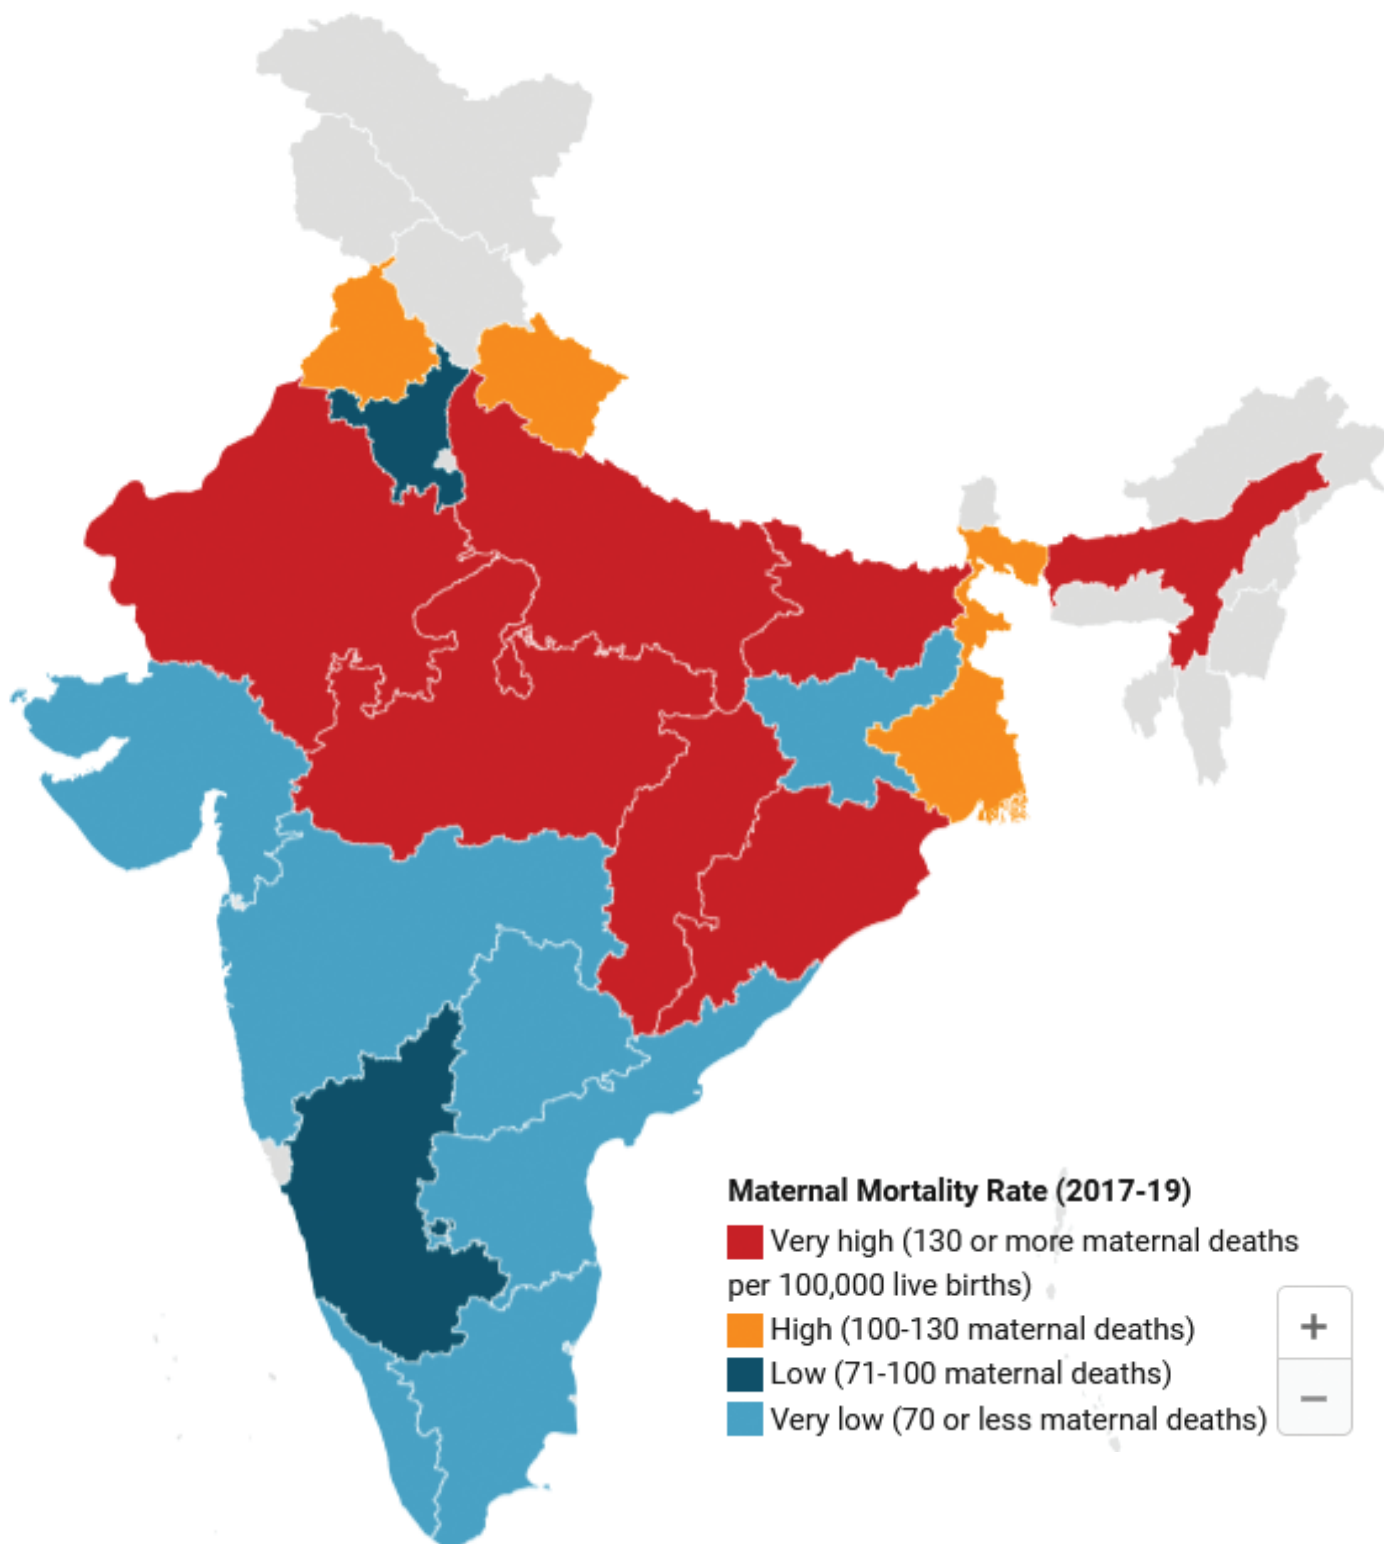 Maternal Mortality Rate (2017-19)
Very high (130 or more maternal deaths
per 100,000 live births)
High (100-130 maternal deaths)
Low (71-100 maternal deaths)
Very low (70 or less maternal deaths)
+
−